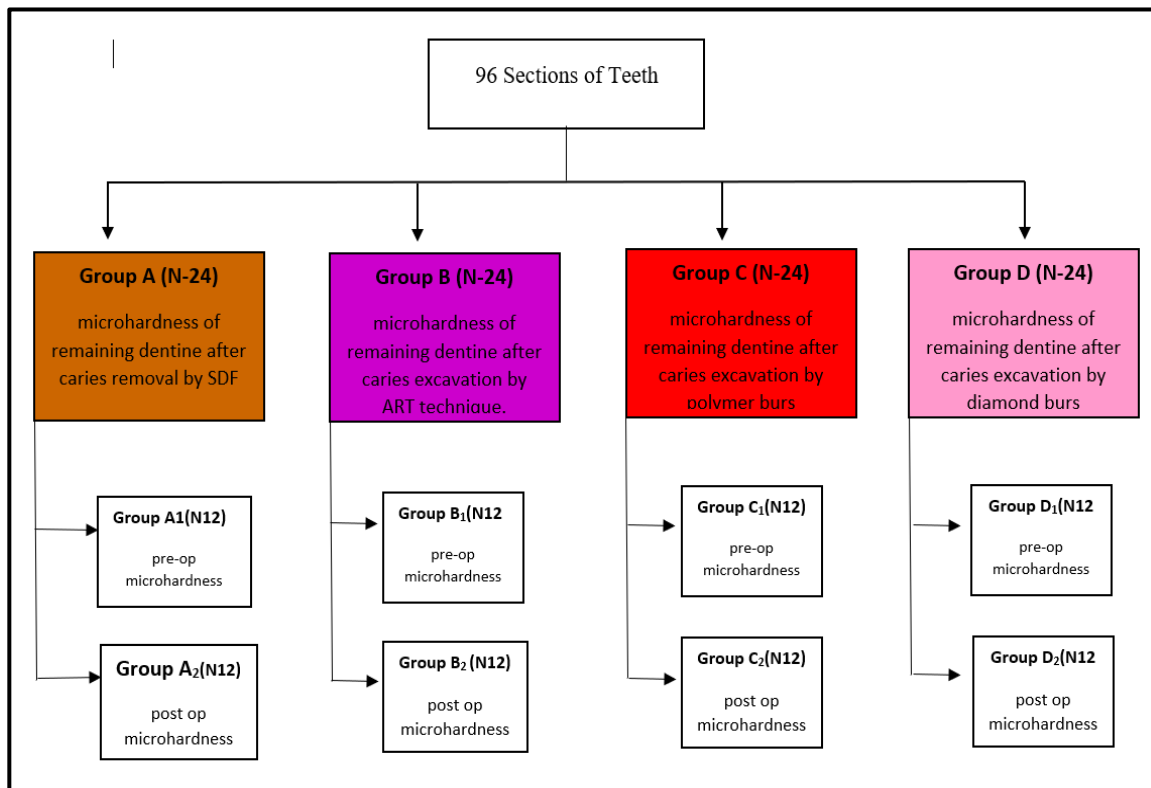 96 Sections of Teeth
Group A (N-24)
microhardness of
remaining dentine after
caries removal by SDF
Group B (N-24)
microhardness of
remaining dentine after
caries excavation by
ART technique.
Group C (N-24)
microhardness of
remaining dentine after
caries excavation by
polymer burs
Group D (N-24)
microhardness of
remaining dentine after
caries excavation by
diamond burs
Group A1(N12)
pre-op
microhardness
Group B₁(N12
pre-op
microhardness
Group C₁(N12)
pre-op
microhardness
Group D₁(N12
pre-op
microhardness
Group A₂(N12)
post op
microhardness
Group B₂ (N12)
post op
microhardness
Group C₂(N12)
post op
microhardness
Group D₂(N12
post op
microhardness